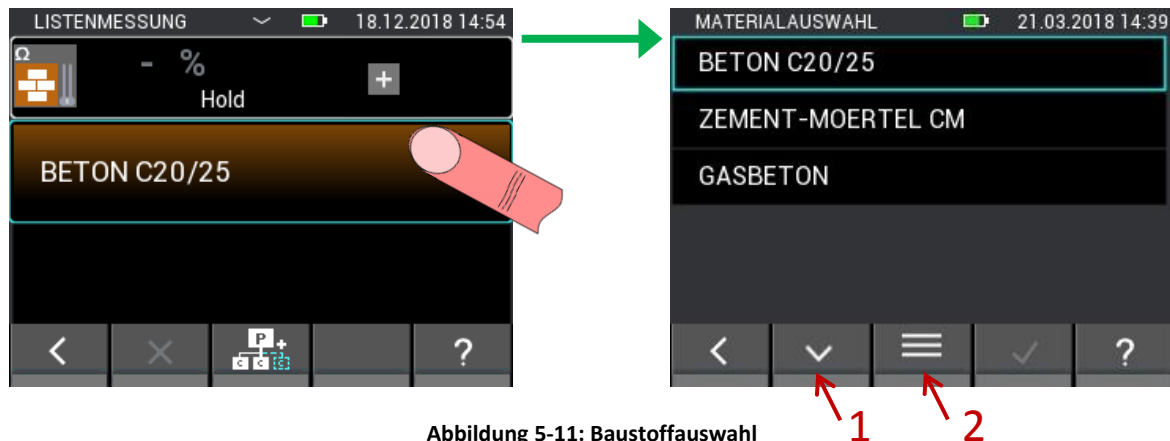 LISTENMESSUNG 18.12.2018 14:54
Ω
- %
Hold
+
BETON C20/25
< × P + C C C ?
MATERIALAUSWAHL 21.03.2018 14:39
BETON C20/25
ZEMENT-MOERTEL CM
GASBETON
< ?
1 2
Abbildung 5-11: Baustoffauswahl